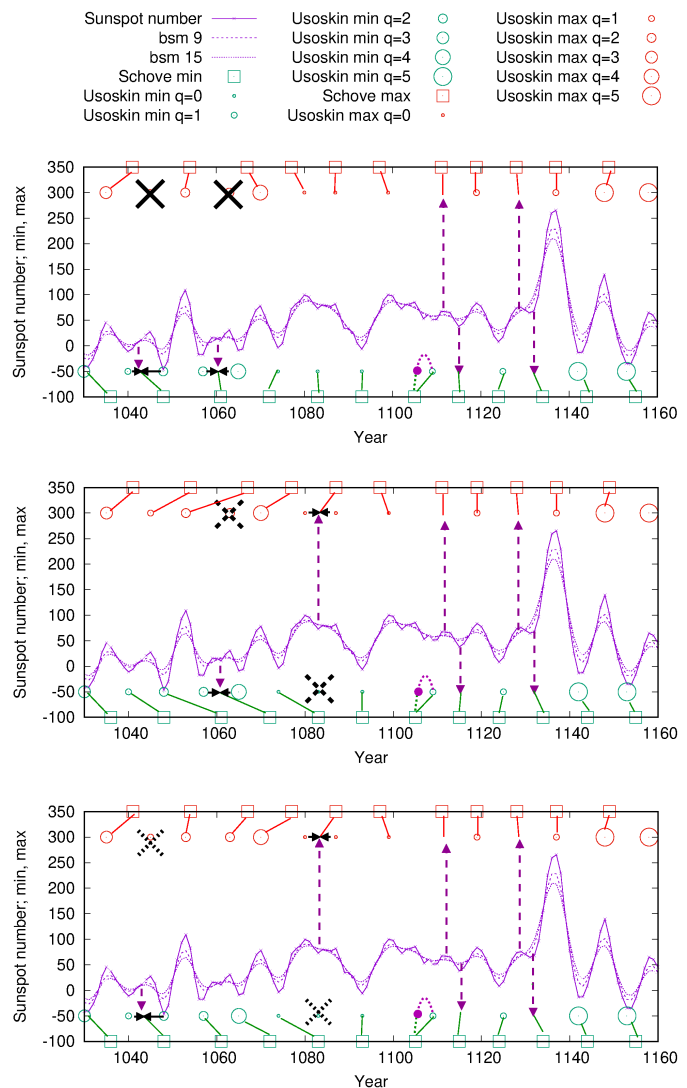 Sunspot number
bsm 9
bsm 15
Schove min
Usoskin min q=0
Usoskin min q=1
Usoskin min q=2
Usoskin min q=3
Usoskin min q=4
Usoskin min q=5
Schove max
Usoskin max q=0
Usoskin max q=1
Usoskin max q=2
Usoskin max q=3
Usoskin max q=4
Usoskin max q=5
Sunspot number; min, max
350
300
250
200
150
100
50
0
-50
-100
1040 1060 1080 1100 1120 1140 1160
Year
Sunspot number; min, max
350
300
250
200
150
100
50
0
-50
-100
1040 1060 1080 1100 1120 1140 1160
Year
Sunspot number; min, max
350
300
250
200
150
100
50
0
-50
-100
1040 1060 1080 1100 1120 1140 1160
Year